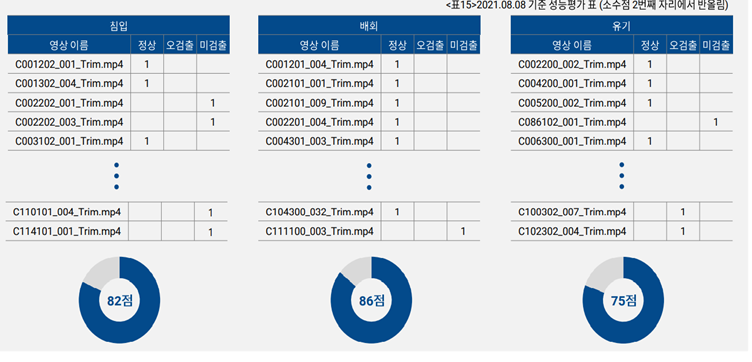 <표15>2021.08.08 기준 성능평가 표 (소수점 2번째 자리에서 반올림)
침입
영상 이름 정상 오검출 미검출
C001202_001_Trim.mp4 1
C001302_004_Trim.mp4 1
C002202_001_Trim.mp4 1
C002202_003_Trim.mp4 1
C003102_001_Trim.mp4 1
C110101_004_Trim.mp4 1
C114101_001_Trim.mp4 1
82점
배회
영상 이름 정상 오검출 미검출
C001201_004_Trim.mp4 1
C002101_001_Trim.mp4 1
C002101_009_Trim.mp4 1
C002201_004_Trim.mp4 1
C004301_003_Trim.mp4 1
C104300_032_Trim.mp4 1
C111100_003_Trim.mp4 1
86점
유기
영상 이름 정상 오검출 미검출
C002200_002_Trim.mp4 1
C004200_001_Trim.mp4 1
C005200_002_Trim.mp4 1
C086102_001_Trim.mp4 1
C006300_001_Trim.mp4 1
C100302_007_Trim.mp4 1
C102302_004_Trim.mp4 1
75점